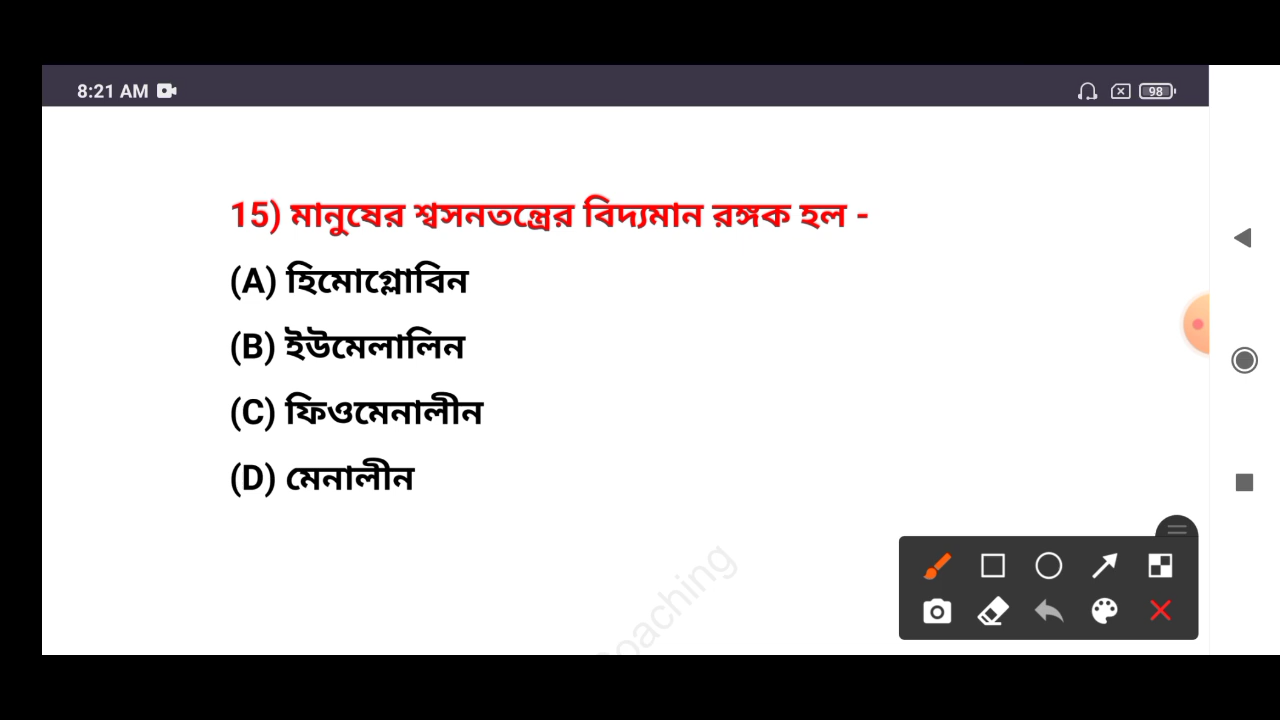 8:21 AM
98
15) মানুষের শ্বসনতন্ত্রের বিদ্যমান রঙ্গক হল -
(A) হিমোগ্লোবিন
(B) ইউমেলালিন
(C) ফিওমেনালীন
(D) মেনালীন